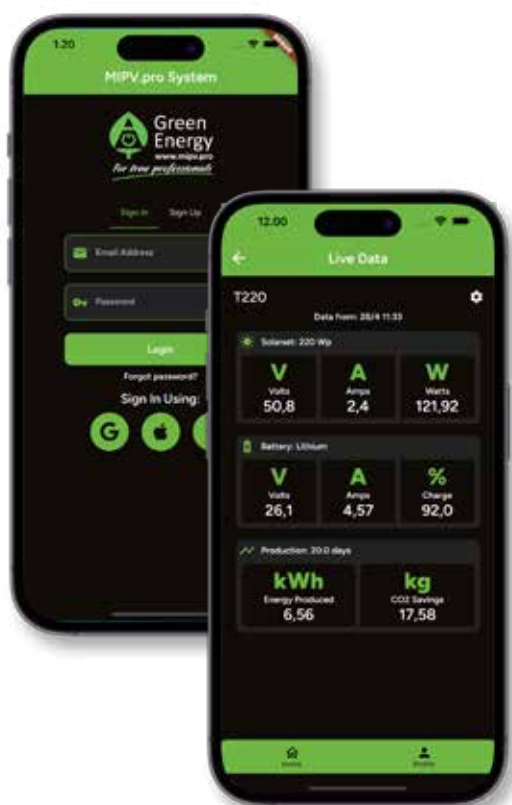 1.20
MIPV.pro System
Green
Energy
www.mipv.pro
For true professionals
Sign In Sign Up
Email Address
Password
Login
Forgot password?
Sign In Using:
G
12.00
Live Data
T220
Data from: 28/4 11:33
Solarset: 220 Wp
V A W
Volts Amps Watts
50,8 2,4 121,92
Battery: Lithium
V A %
Volts Amps Charge
26,1 4,57 92,0
Production: 20.0 days
kWh kg
Energy Produced CO2 Savings
6,56 17,58
Home Profile